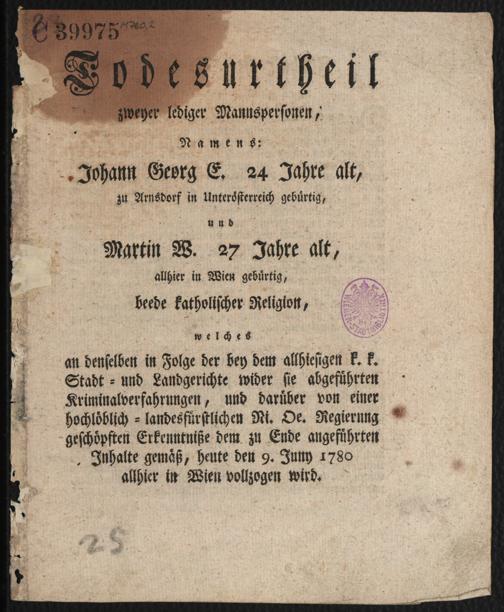 C 39975
Todesurtheil
zweyer lediger Mannspersonen,
Namens:
Johann Georg E. 24 Jahre alt,
zu Arnsdorf in Unterösterreich gebürtig,
und
Martin W. 27 Jahre alt,
allhier in Wien gebürtig,
beede katholischer Religion,
welches
an denselben in Folge der bey dem allhiesigen k. k.
Stadt- und Landgerichte wider sie abgeführten
Kriminalverfahrungen, und darüber von einer
hochlöblich-landesfürstlichen Ni. Oe. Regierung
geschöpften Erkenntniße dem zu Ende angeführten
Inhalte gemäß, heute den 9. Juny 1780
allhier in Wien vollzogen wird.
25